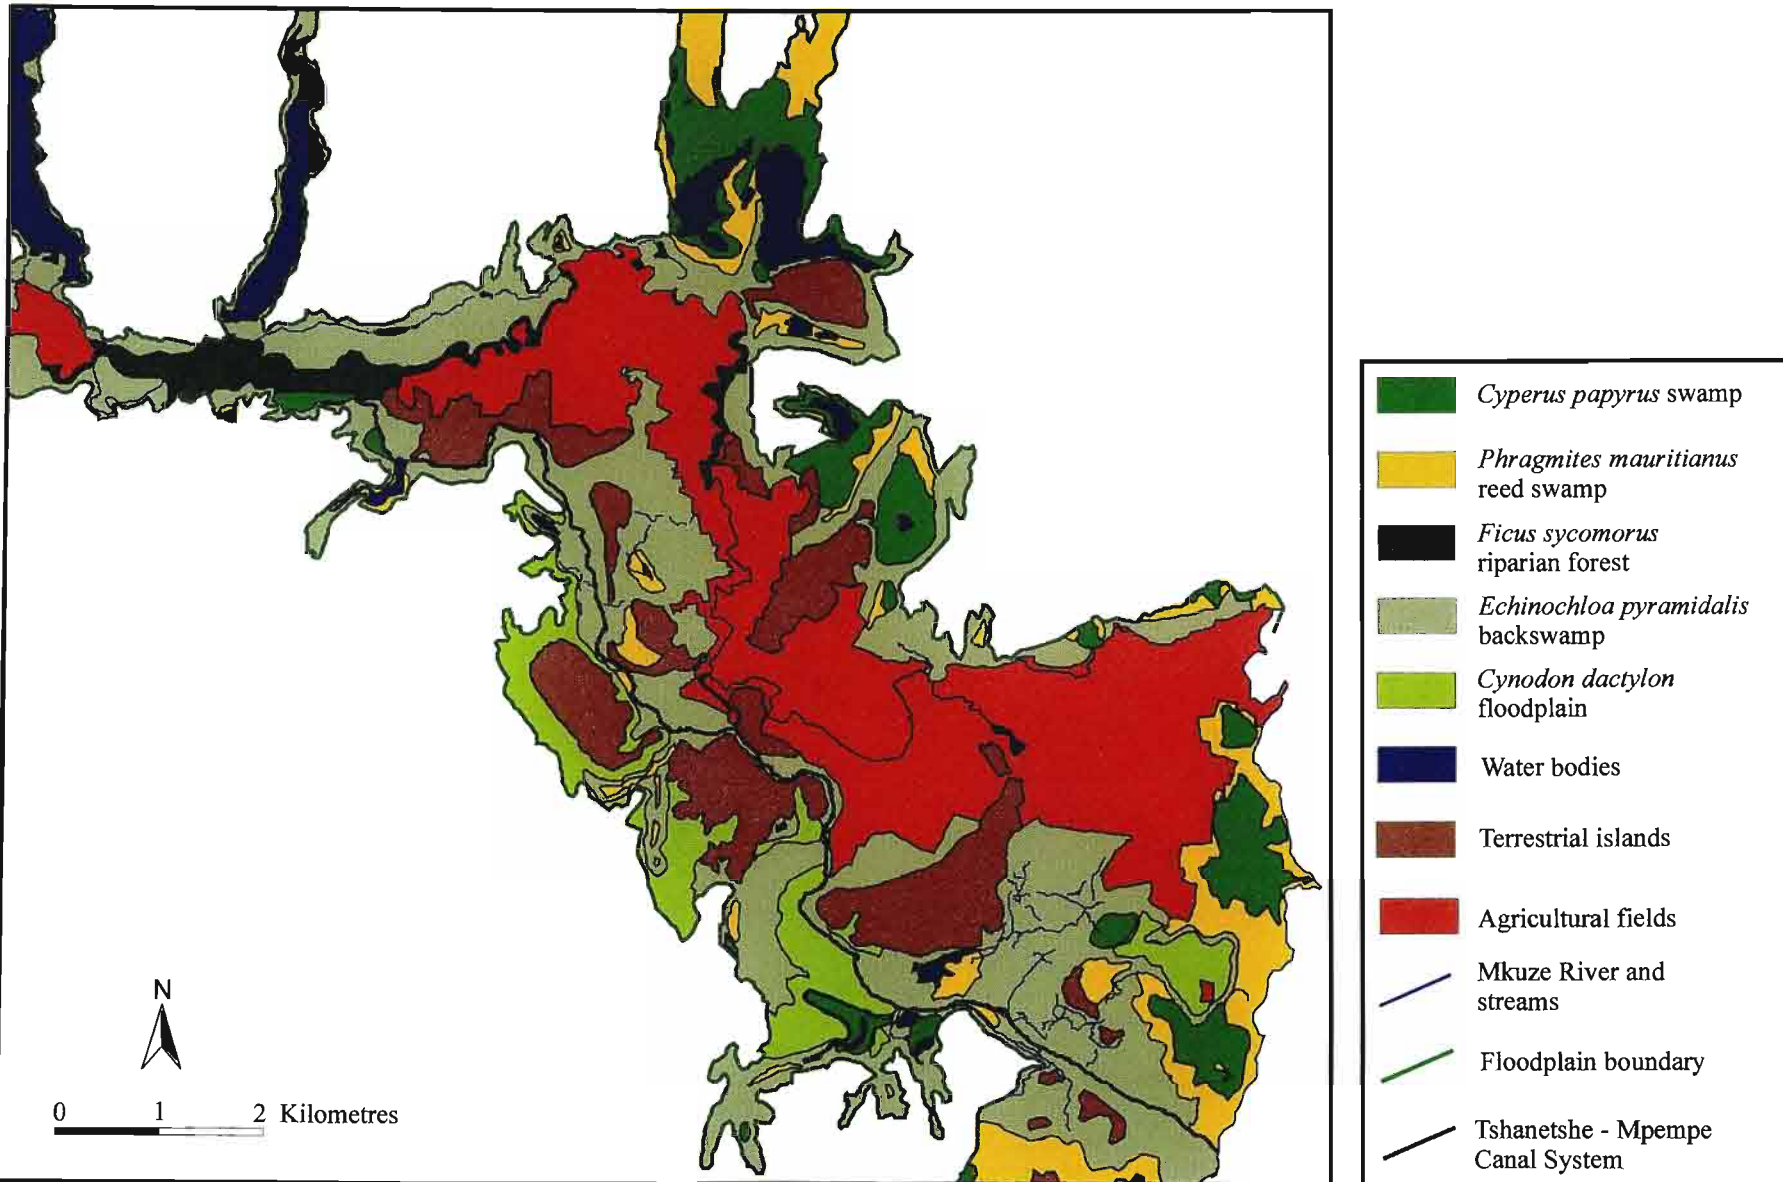 Cyperus papyrus swamp
Phragmites mauritianus
reed swamp
Ficus sycomorus
riparian forest
Echinochloa pyramidalis
backswamp
Cynodon dactylon
floodplain
Water bodies
Terrestrial islands
Agricultural fields
Mkuze River and
streams
Floodplain boundary
Tshanetshe - Mpempe
Canal System
N
0 1 2 Kilometres